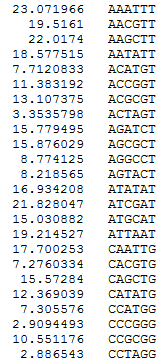 23.071966 AAATTT
19.5161 AACGTT
22.0174 AAGCTT
18.577515 AATATT
7.7120833 ACATGT
11.383192 ACCGGT
13.107375 ACGCGT
3.3535798 ACTAGT
15.779495 AGATCT
15.876029 AGCGCT
8.774125 AGGCCT
8.218565 AGTACT
16.934208 ATATAT
21.828047 ATCGAT
15.030882 ATGCAT
19.214527 ATTAAT
17.700253 CAATTG
7.2760334 CACGTG
15.57284 CAGCTG
12.369039 CATATG
7.305576 CCATGG
2.9094493 CCCGGG
10.551176 CCGCGG
2.886543 CCTAGG